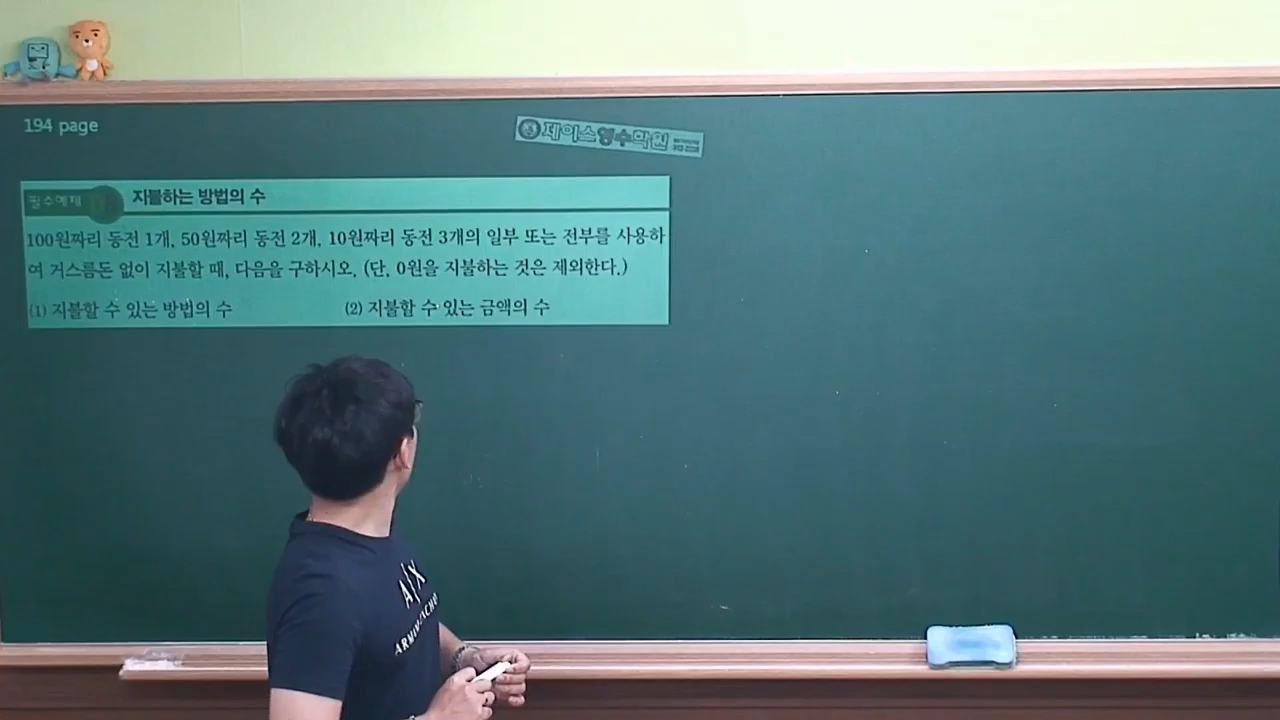 194 page
제이스영수학원
필수예제
지불하는 방법의 수
100원짜리 동전 1개, 50원짜리 동전 2개, 10원짜리 동전 3개의 일부 또는 전부를 사용하
여 거스름돈 없이 지불할 때, 다음을 구하시오. (단, 0원을 지불하는 것은 제외한다.)
(1) 지불할 수 있는 방법의 수 (2) 지불할 수 있는 금액의 수
A|X